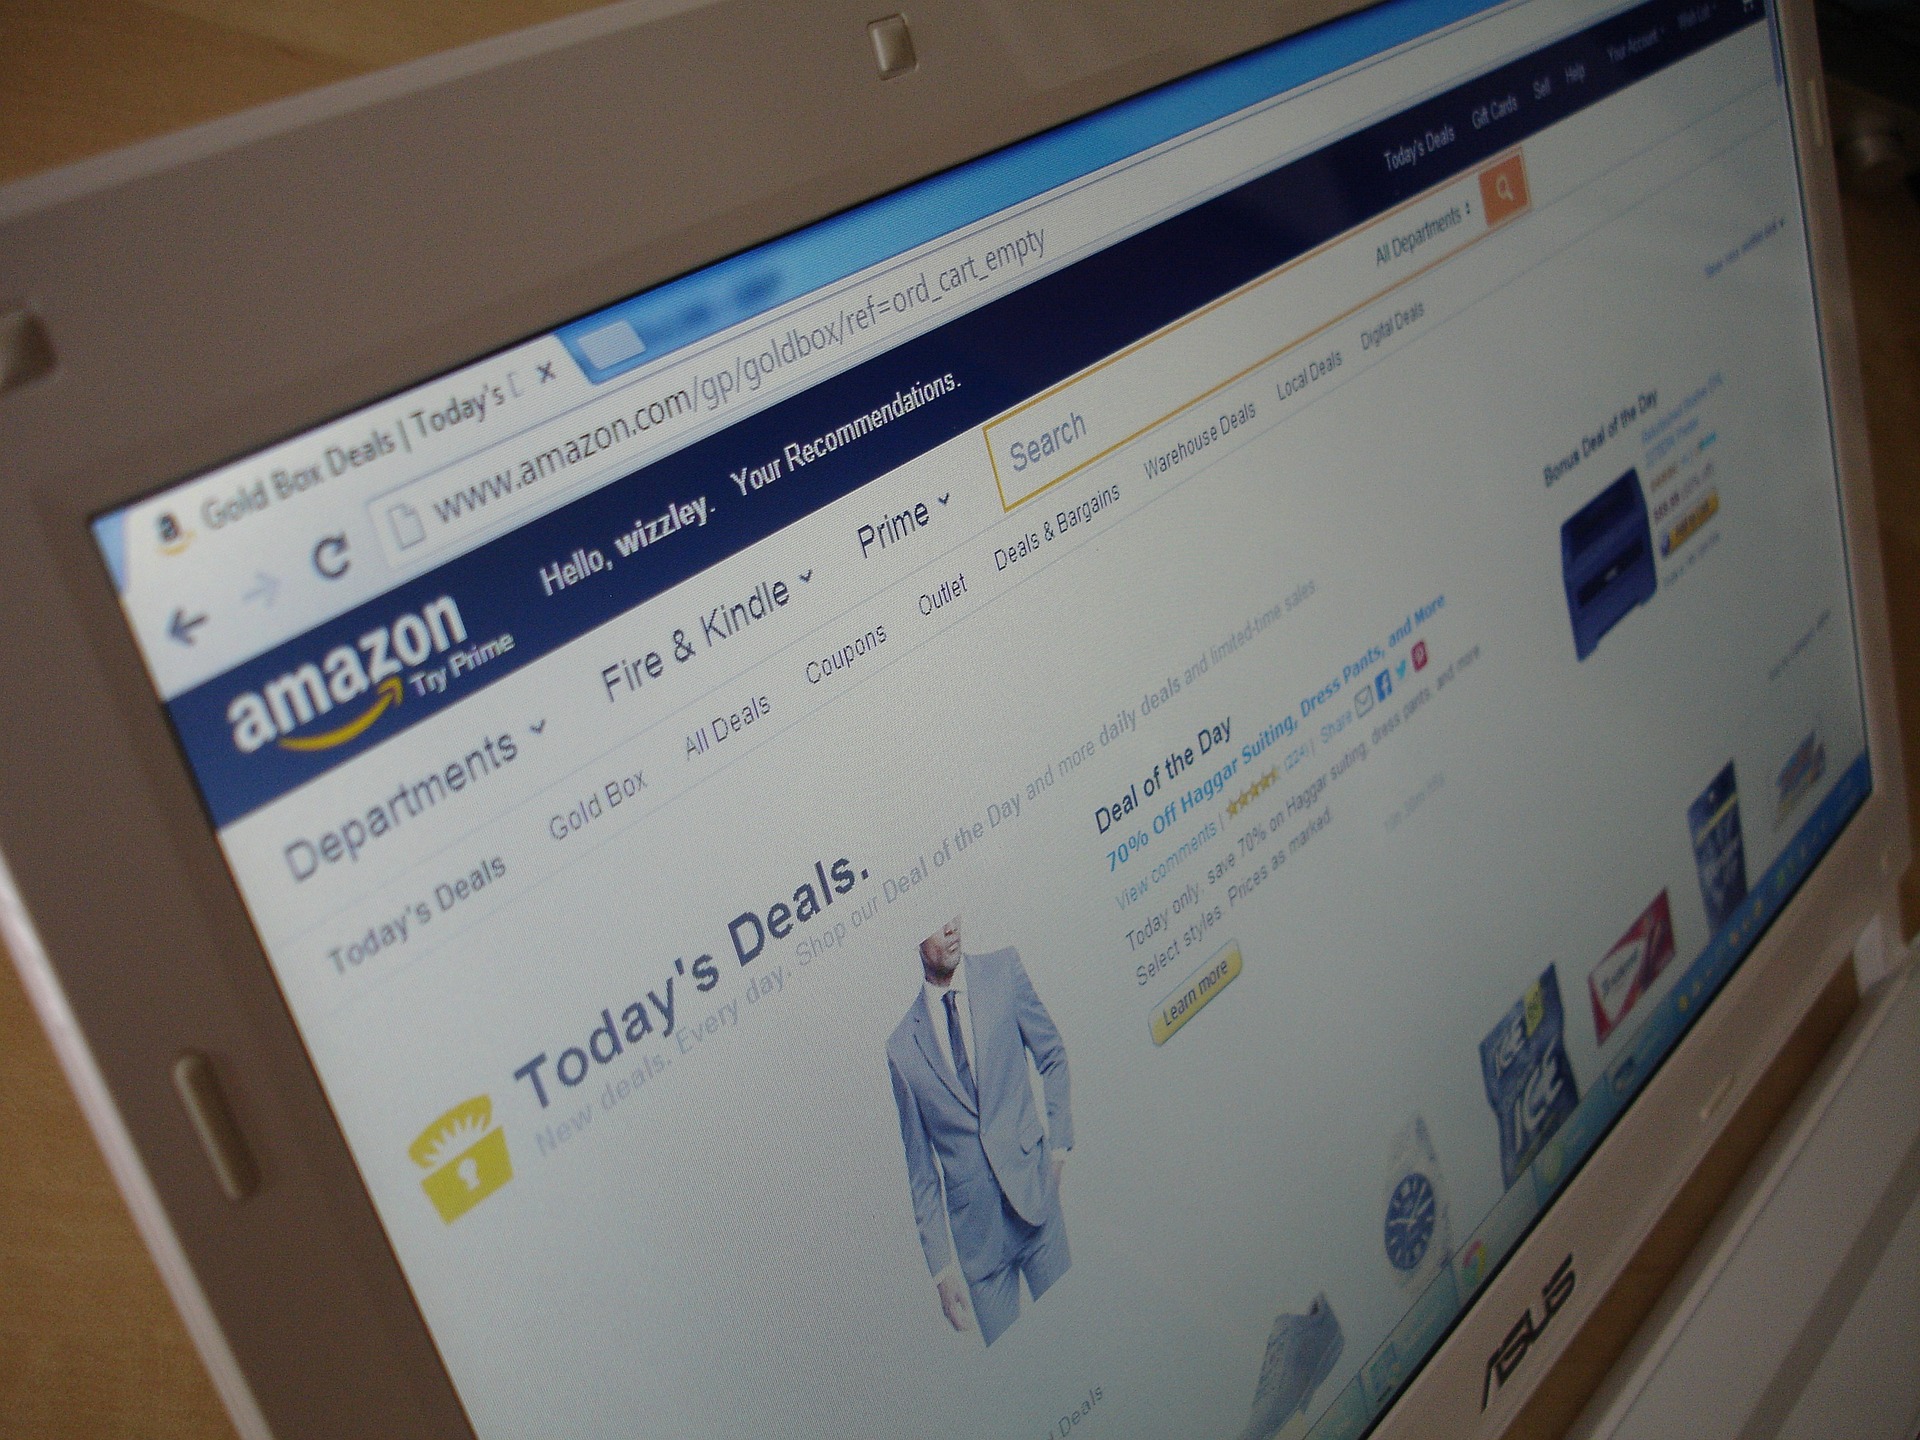 Gold Box Deals | Today's D
www.amazon.com/gp/goldbox/ref=ord_cart_empty
amazon
Try Prime
Hello, wizzley. Your Recommendations.
Today's Deals Gift Cards Sell Help Your Account Wish List
Departments Fire & Kindle Prime
Search
All Departments
Today's Deals Gold Box All Deals Coupons Outlet Deals & Bargains Warehouse Deals Local Deals Digital Deals
Today's Deals.
New deals. Every day. Shop our Deal of the Day and more daily deals and limited-time sales
Deal of the Day
70% Off Haggar Suiting, Dress Pants, and More
View comments | (224) | Share
Today only, save 70% on Haggar suiting, dress pants, and more.
Select styles. Prices as marked.
Learn more
Bonus Deal of the Day
ICE
ICE
Deals
ASUS